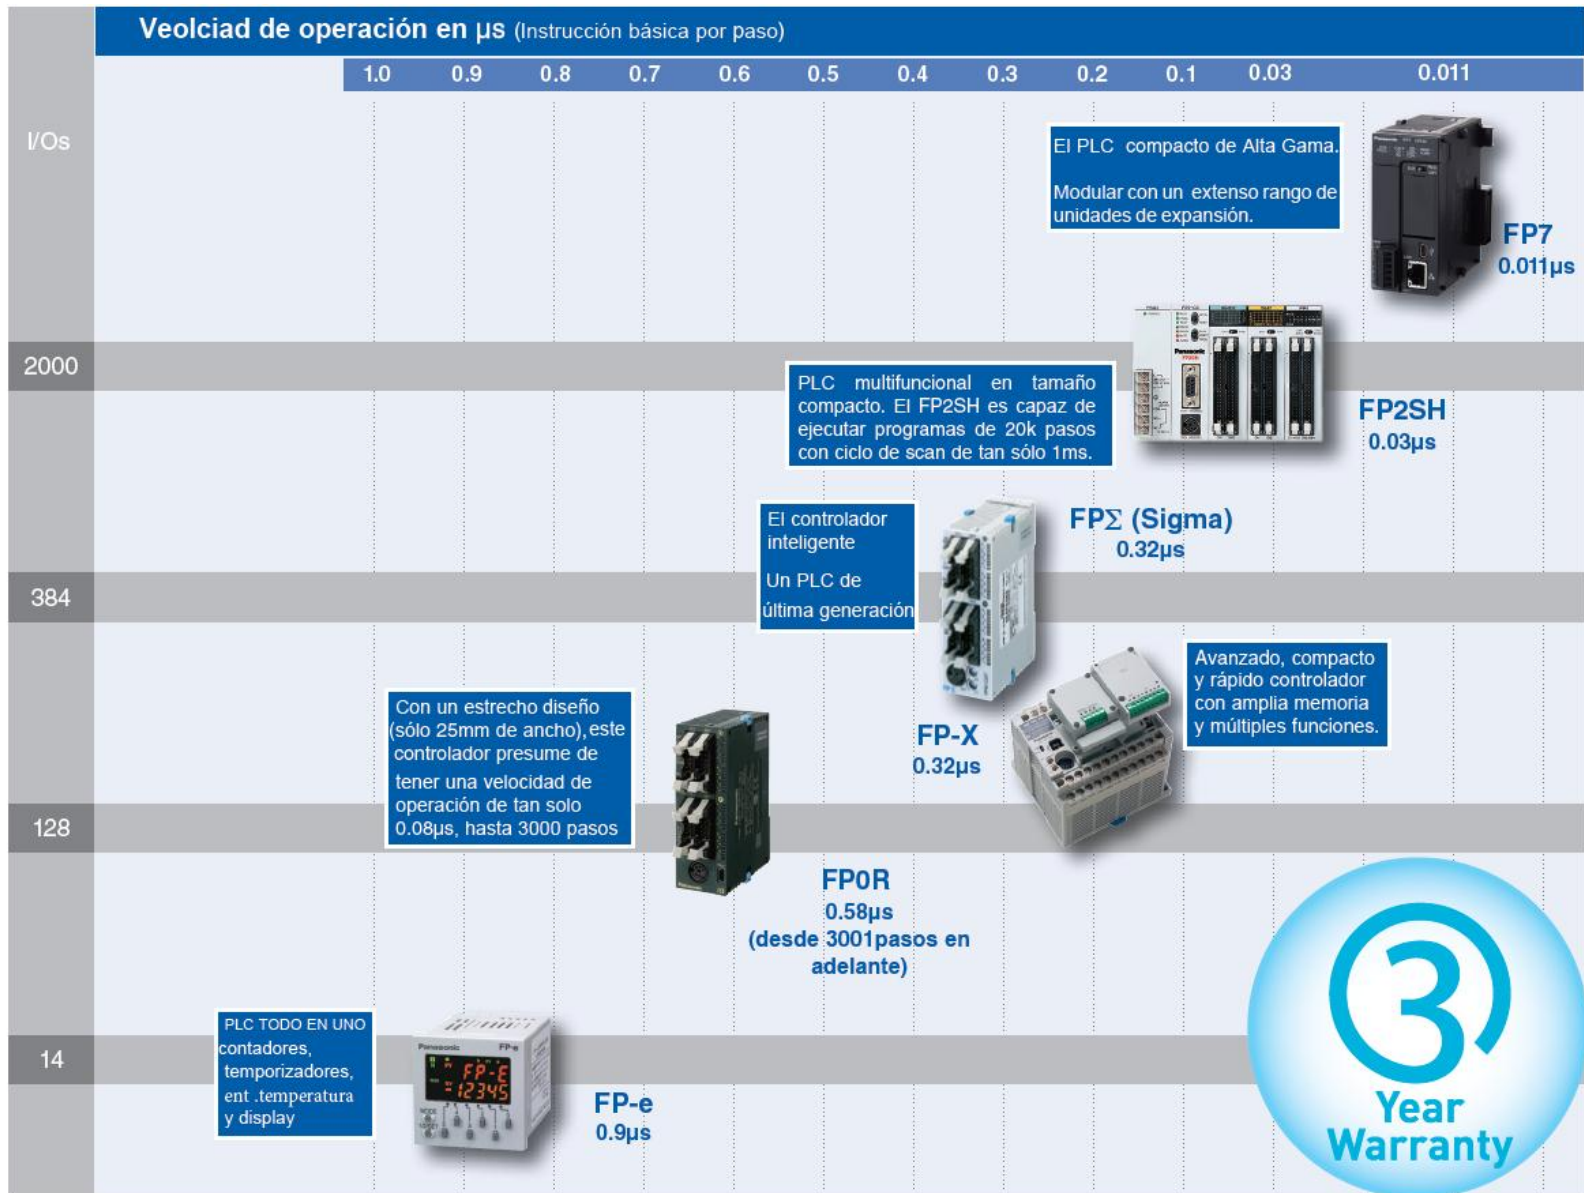 Veolciad de operación en µs (Instrucción básica por paso)
1.0 0.9 0.8 0.7 0.6 0.5 0.4 0.3 0.2 0.1 0.03 0.011
I/Os
El PLC compacto de Alta Gama.
Modular con un extenso rango de
unidades de expansión.
Panasonic
FP7
0.011µs
2000
PLC multifuncional en tamaño
compacto. El FP2SH es capaz de
ejecutar programas de 20k pasos
con ciclo de scan de tan sólo 1ms.
Panasonic
FP2SH
0.03µs
El controlador
inteligente
Un PLC de
última generación
FPΣ (Sigma)
0.32µs
384
Avanzado, compacto
y rápido controlador
con amplia memoria
y múltiples funciones.
FP-X
0.32µs
Con un estrecho diseño
(sólo 25mm de ancho), este
controlador presume de
tener una velocidad de
operación de tan solo
0.08µs, hasta 3000 pasos
128
Panasonic
FP0R
0.58µs
(desde 3001pasos en
adelante)
PLC TODO EN UNO
contadores,
temporizadores,
ent .temperatura
y display
14
Panasonic FP-e
FP-E
12345
FP-e
0.9µs
3
Year
Warranty